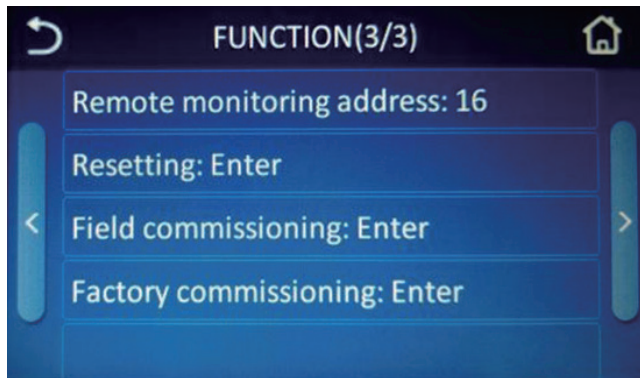 FUNCTION(3/3)
Remote monitoring address: 16
Resetting: Enter
Field commissioning: Enter
Factory commissioning: Enter